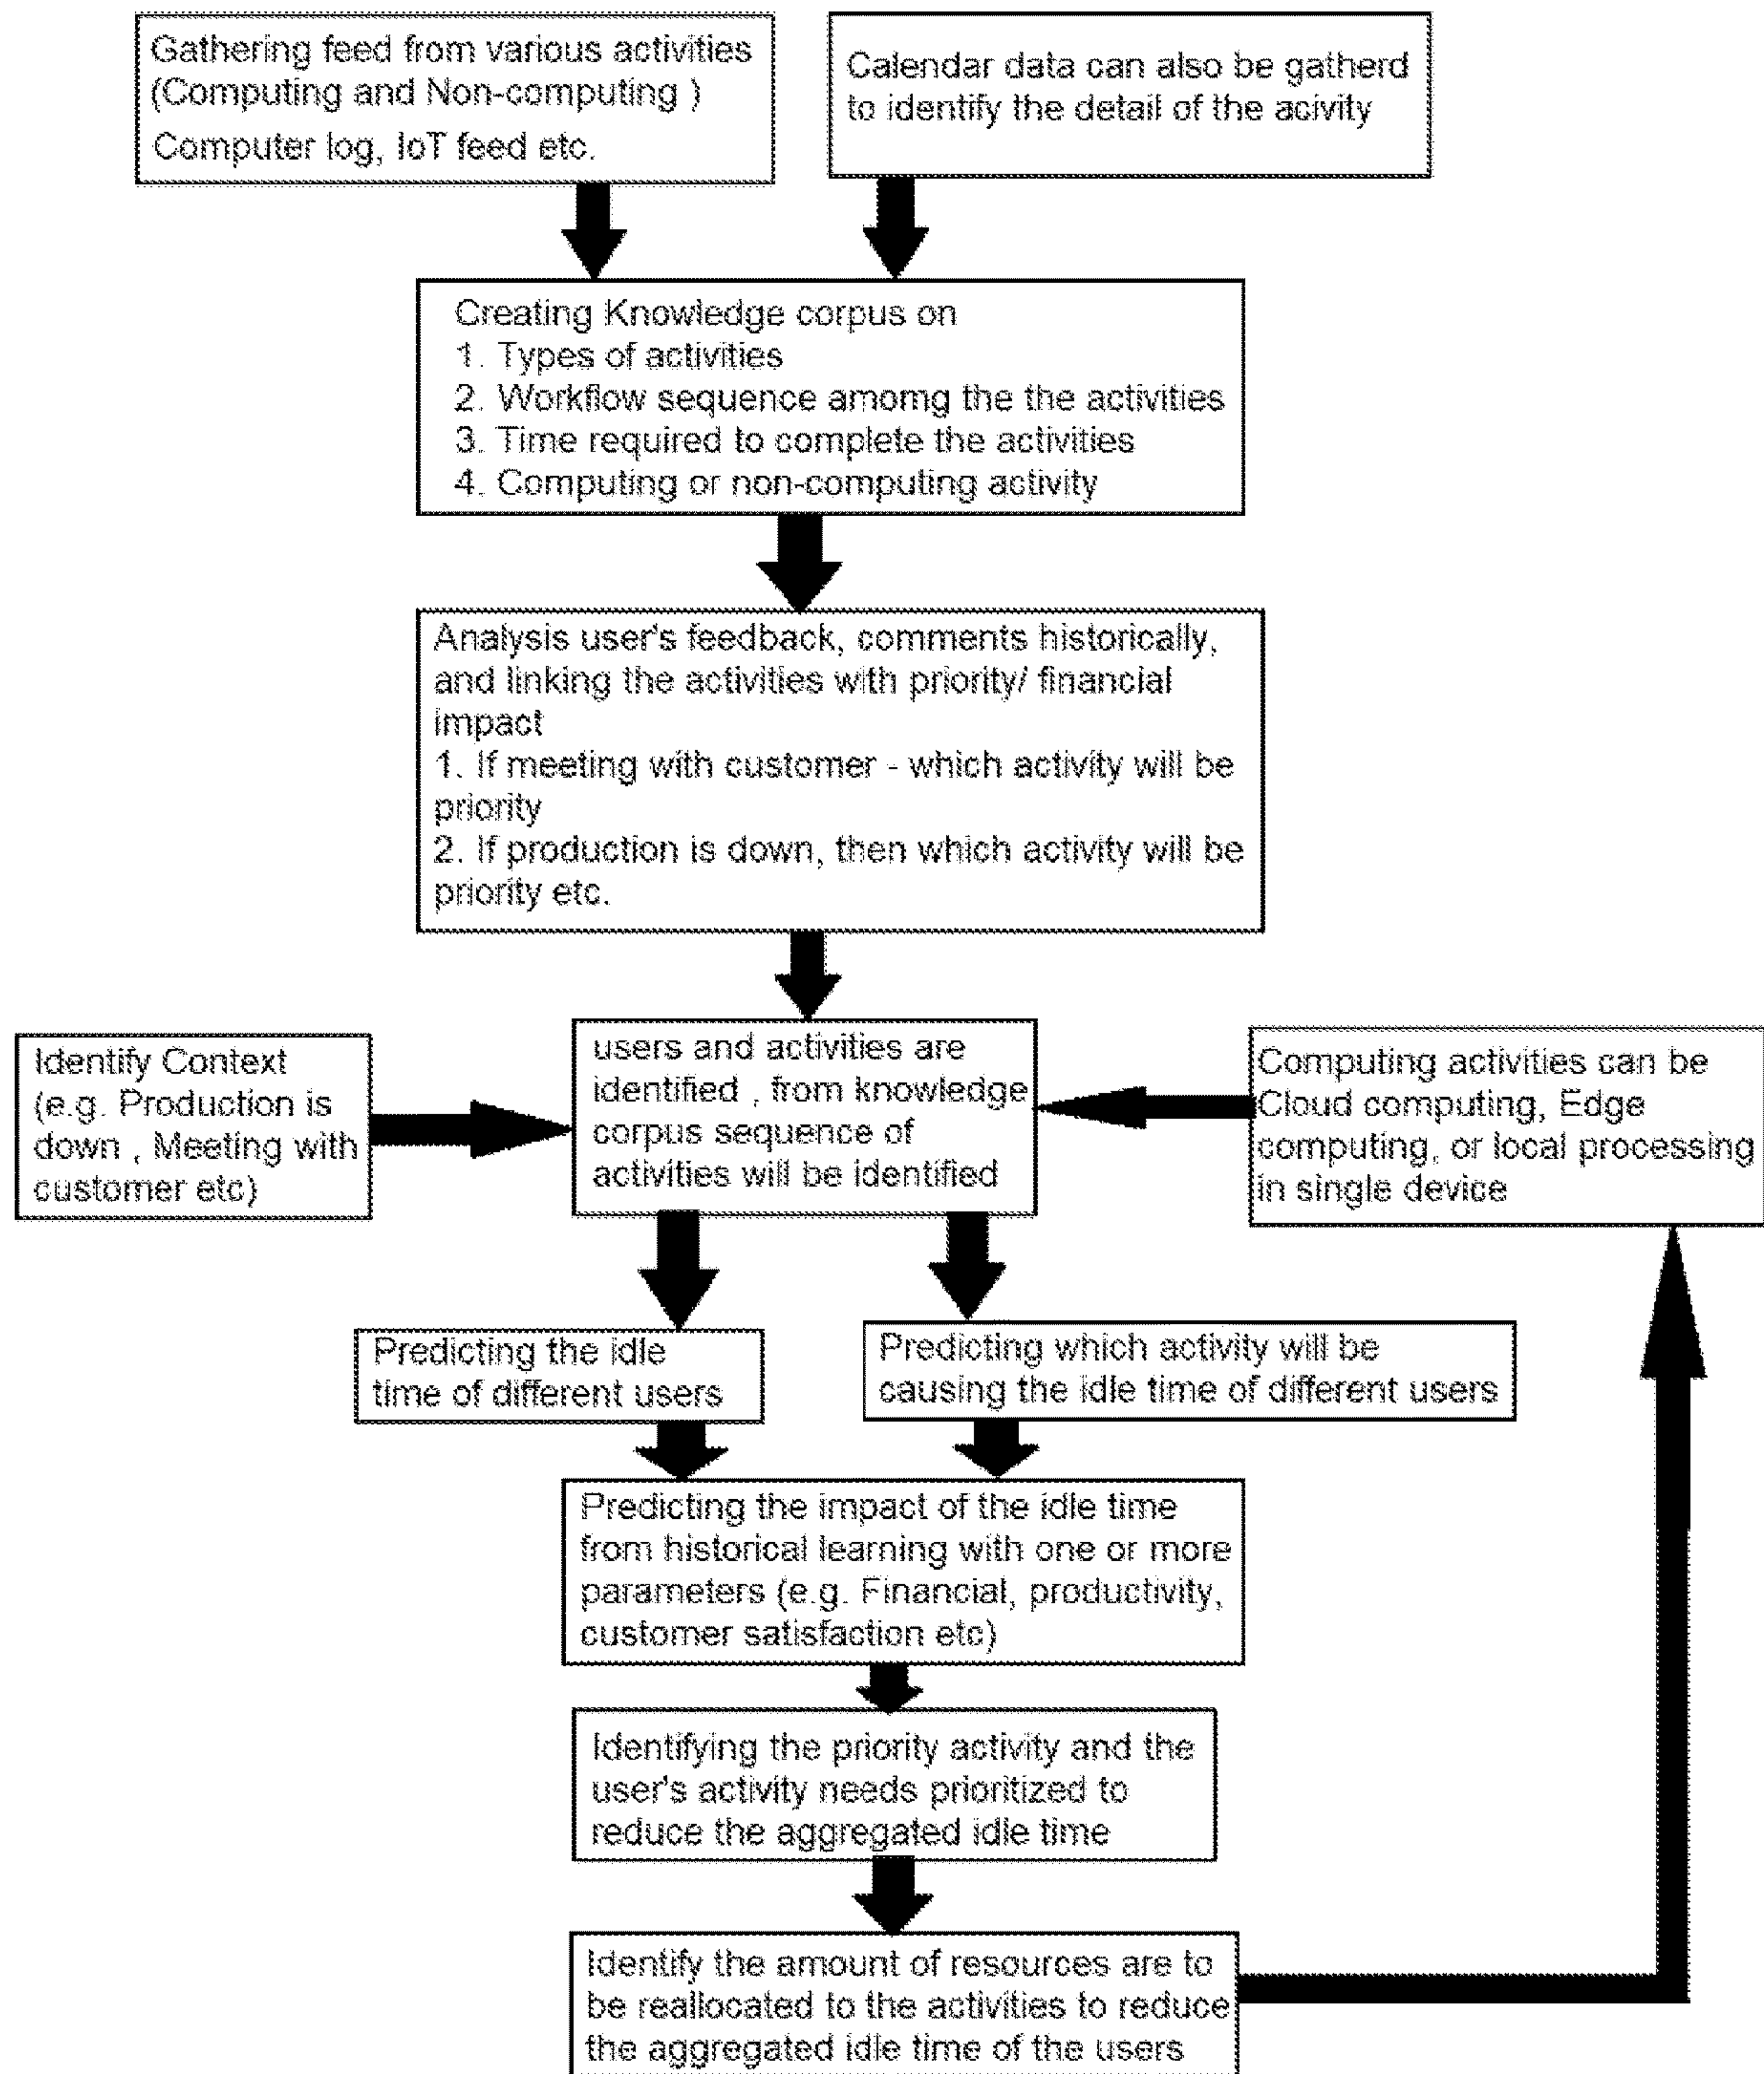 Gathering feed from various activities
(Computing and Non-computing )
Computer log, IoT feed etc.
Calendar data can also be gatherd
to identify the detail of the acivity
Creating Knowledge corpus on
1. Types of activities
2. Workflow sequence amomg the the activities
3. Time required to complete the activities
4. Computing or non-computing activity
Analysis user's feedback, comments historically,
and linking the activities with priority/ financial
impact
1. If meeting with customer - which activity will be
priority
2. If production is down, then which activity will be
priority etc.
Identify Context
(e.g. Production is
down , Meeting with
customer etc)
users and activities are
identified , from knowledge
corpus sequence of
activities will be identified
Computing activities can be
Cloud computing, Edge
computing, or local processing
in single device
Predicting the idle
time of different users
Predicting which activity will be
causing the idle time of different users
Predicting the impact of the idle time
from historical learning with one or more
parameters (e.g. Financial, productivity,
customer satisfaction etc)
Identifying the priority activity and the
user's activity needs prioritized to
reduce the aggregated idle time
Identify the amount of resources are to
be reallocated to the activities to reduce
the aggregated idle time of the users